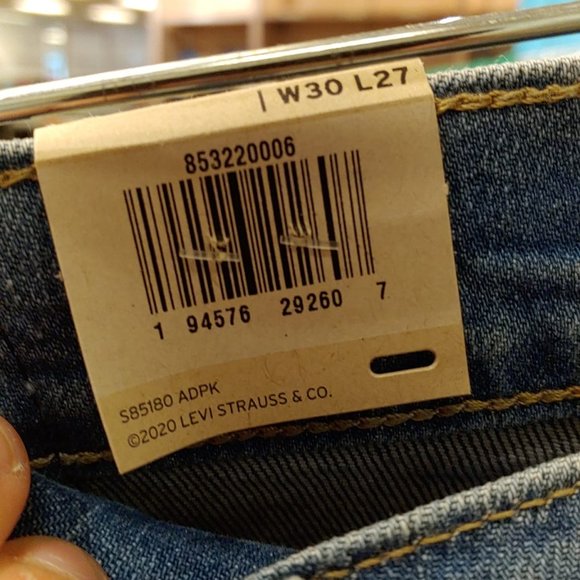 | W30 L27
853220006
1 94576 29260 7
S85180 ADPK
©2020 LEVI STRAUSS & CO.